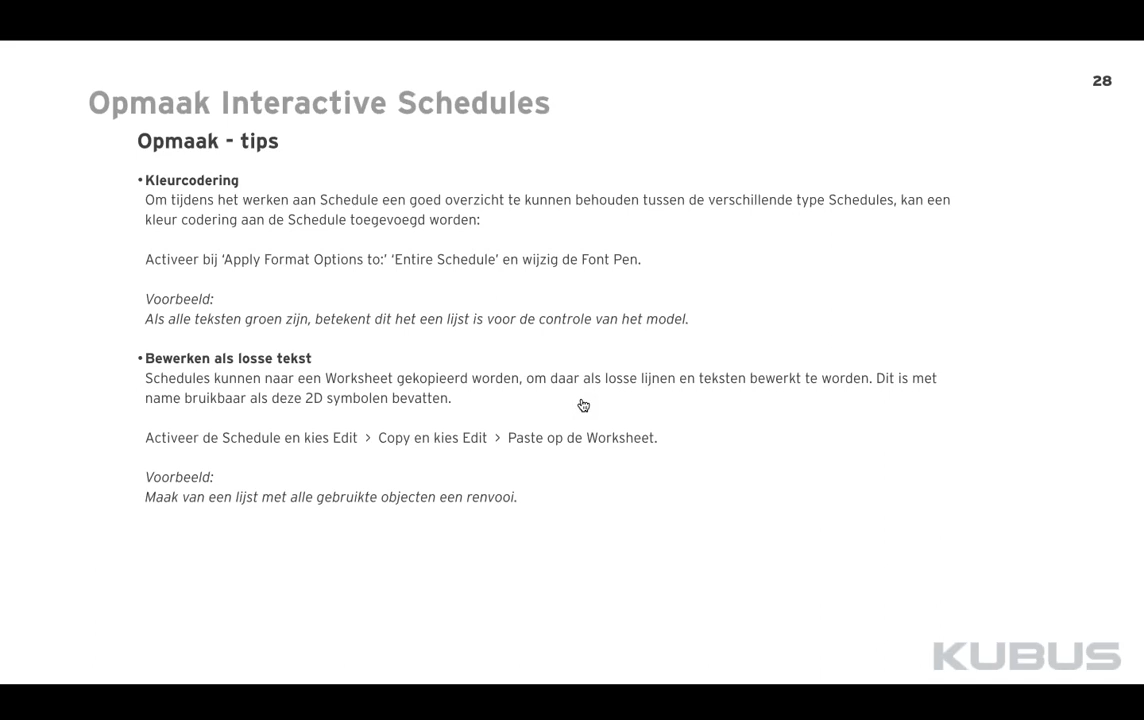 28
Opmaak Interactive Schedules
Opmaak - tips
• Kleurcodering
Om tijdens het werken aan Schedule een goed overzicht te kunnen behouden tussen de verschillende type Schedules, kan een
kleur codering aan de Schedule toegevoegd worden:
Activeer bij ‘Apply Format Options to:’ ‘Entire Schedule’ en wijzig de Font Pen.
Voorbeeld:
Als alle teksten groen zijn, betekent dit het een lijst is voor de controle van het model.
• Bewerken als losse tekst
Schedules kunnen naar een Worksheet gekopieerd worden, om daar als losse lijnen en teksten bewerkt te worden. Dit is met
name bruikbaar als deze 2D symbolen bevatten.
Activeer de Schedule en kies Edit > Copy en kies Edit > Paste op de Worksheet.
Voorbeeld:
Maak van een lijst met alle gebruikte objecten een renvooi.
KUBUS